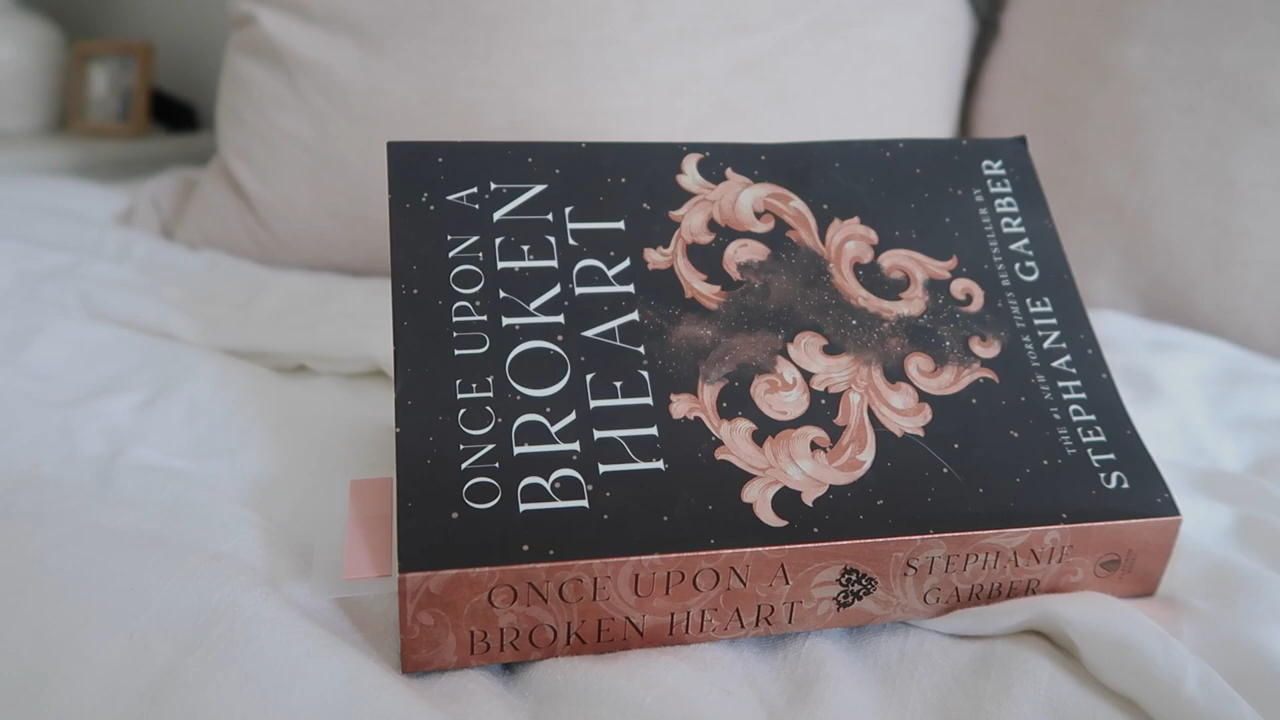 ONCE UPON A
BROKEN
HEART
THE #1 NEW YORK TIMES BESTSELLER BY
STEPHANIE GARBER
ONCE UPON A
BROKEN HEART
STEPHANIE
GARBER